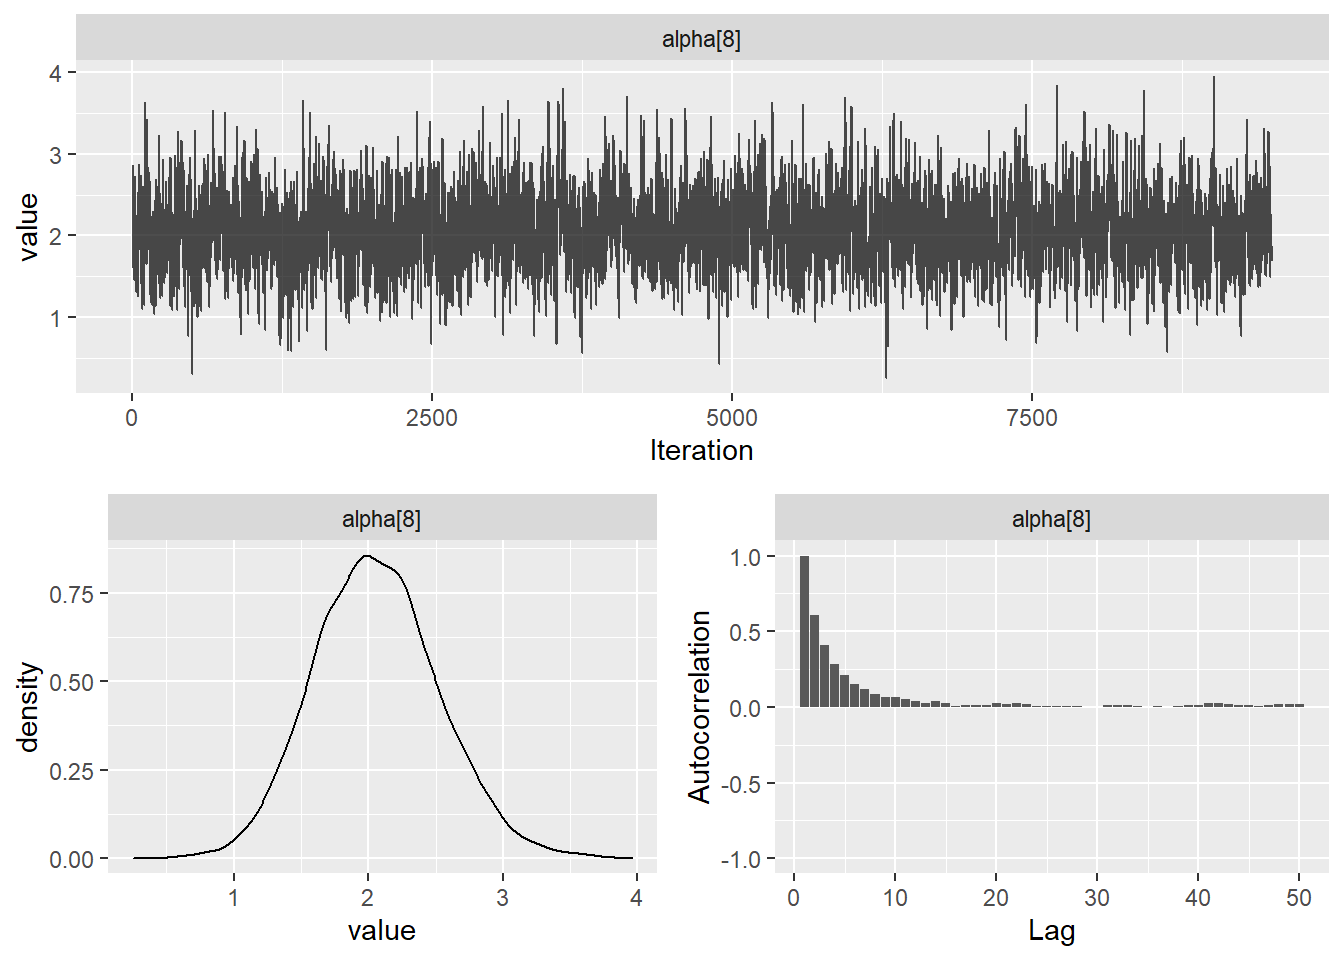 alpha[8]
4
3
2
1
value
0 2500 5000 7500
Iteration
alpha[8]
0.75
0.50
0.25
0.00
density
1 2 3 4
value
alpha[8]
1.0
0.5
0.0
-0.5
-1.0
Autocorrelation
0 10 20 30 40 50
Lag